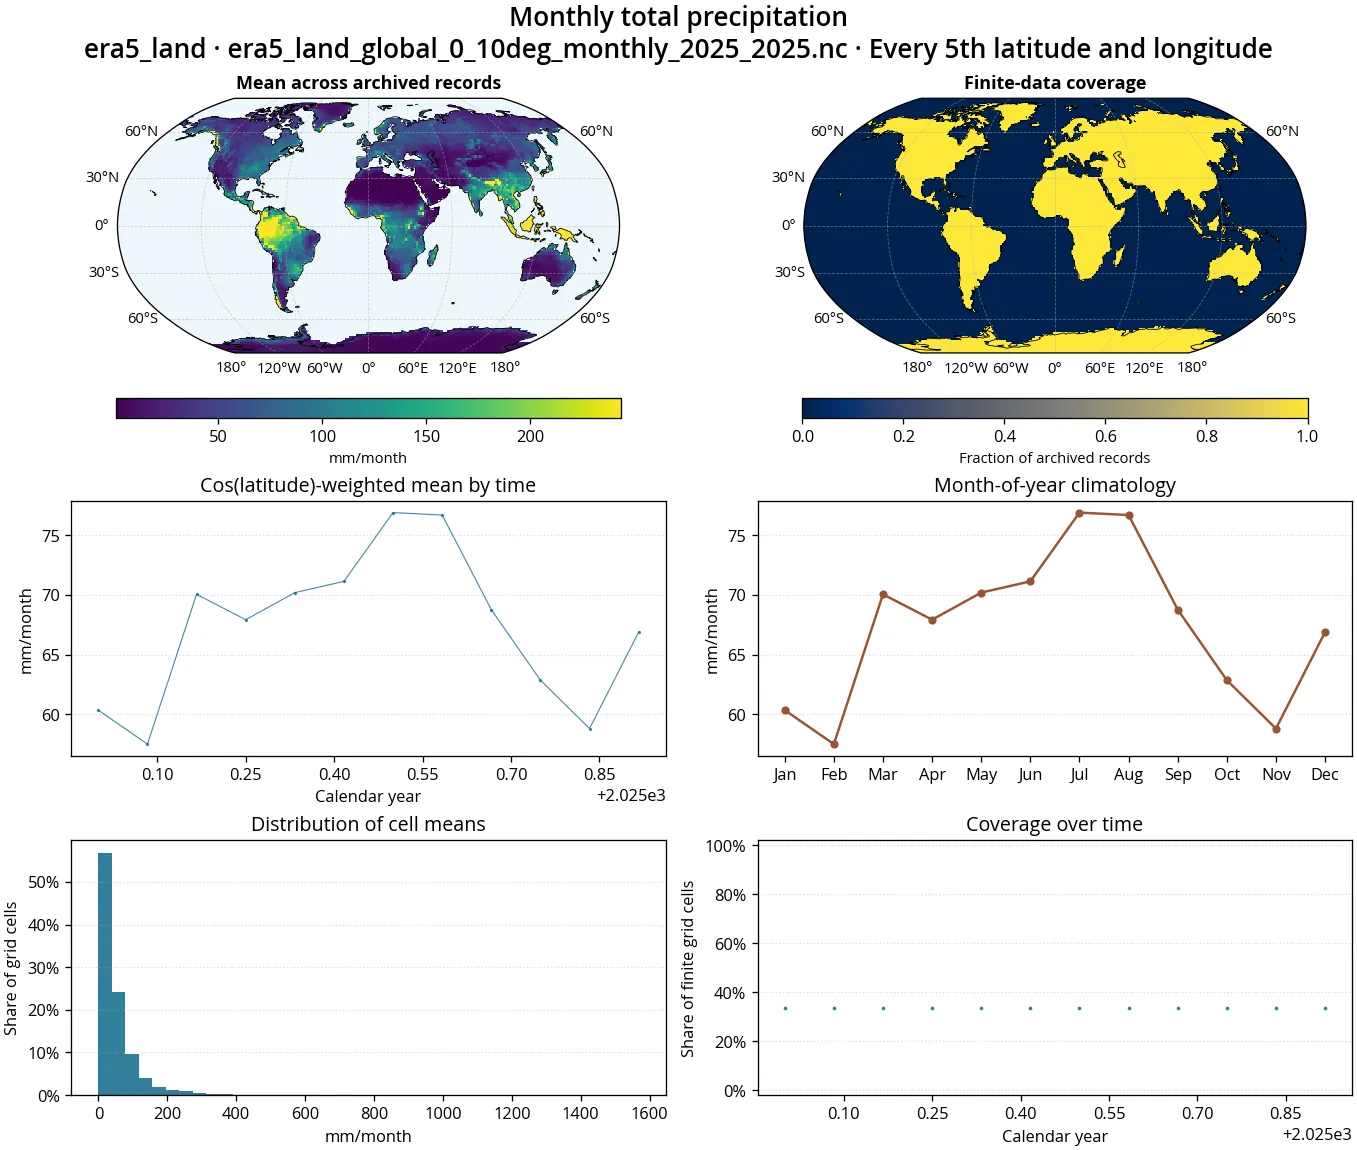 Monthly total precipitation
era5_land · era5_land_global_0_10deg_monthly_2025_2025.nc · Every 5th latitude and longitude
Mean across archived records
60°N
60°N
30°N
0°
30°S
60°S
60°S
180°
120°W
60°W
0°
60°E
120°E
180°
50
100
150
200
mm/month
Finite-data coverage
60°N
60°N
30°N
0°
30°S
60°S
60°S
180°
120°W
60°W
0°
60°E
120°E
180°
0.0
0.2
0.4
0.6
0.8
1.0
Fraction of archived records
Cos(latitude)-weighted mean by time
mm/month
75
70
65
60
0.10
0.25
0.40
0.55
0.70
0.85
Calendar year
+2.025e3
Month-of-year climatology
mm/month
75
70
65
60
Jan
Feb
Mar
Apr
May
Jun
Jul
Aug
Sep
Oct
Nov
Dec
Distribution of cell means
Share of grid cells
50%
40%
30%
20%
10%
0%
0
200
400
600
800
1000
1200
1400
1600
mm/month
Coverage over time
Share of finite grid cells
100%
80%
60%
40%
20%
0%
0.10
0.25
0.40
0.55
0.70
0.85
Calendar year
+2.025e3